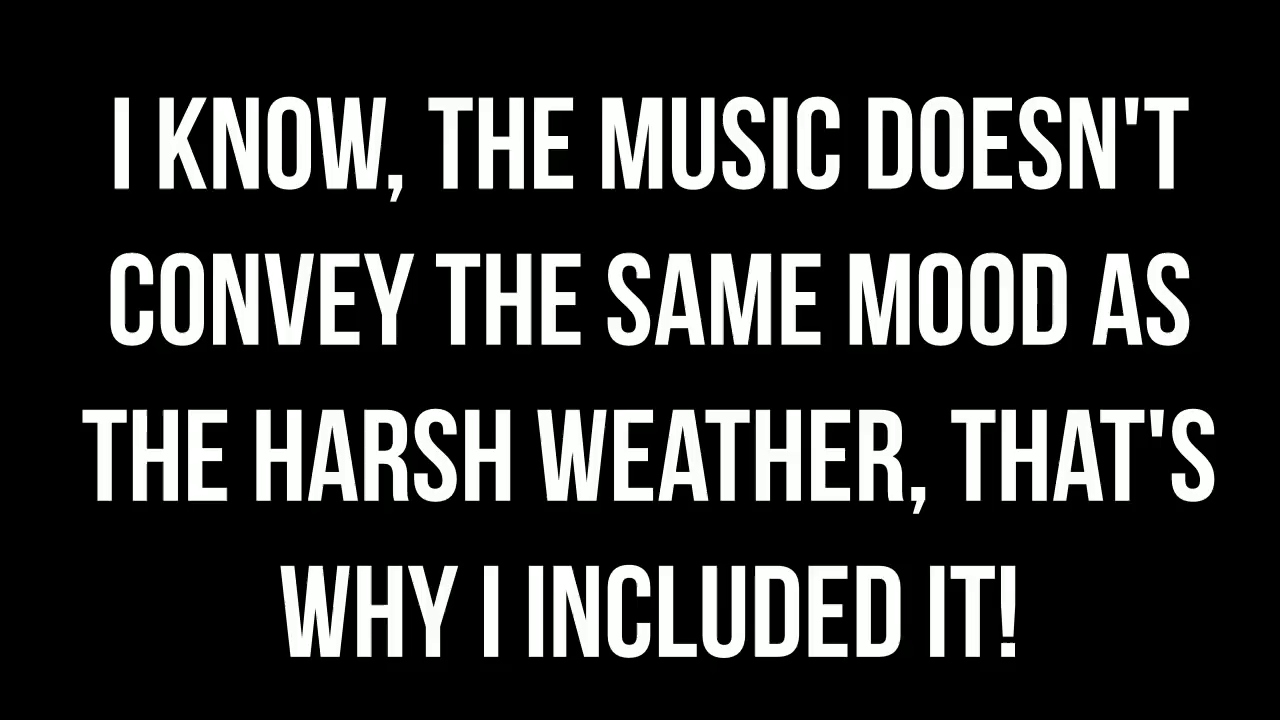 I KNOW, THE MUSIC DOESN'T
CONVEY THE SAME MOOD AS
THE HARSH WEATHER, THAT'S
WHY I INCLUDED IT!